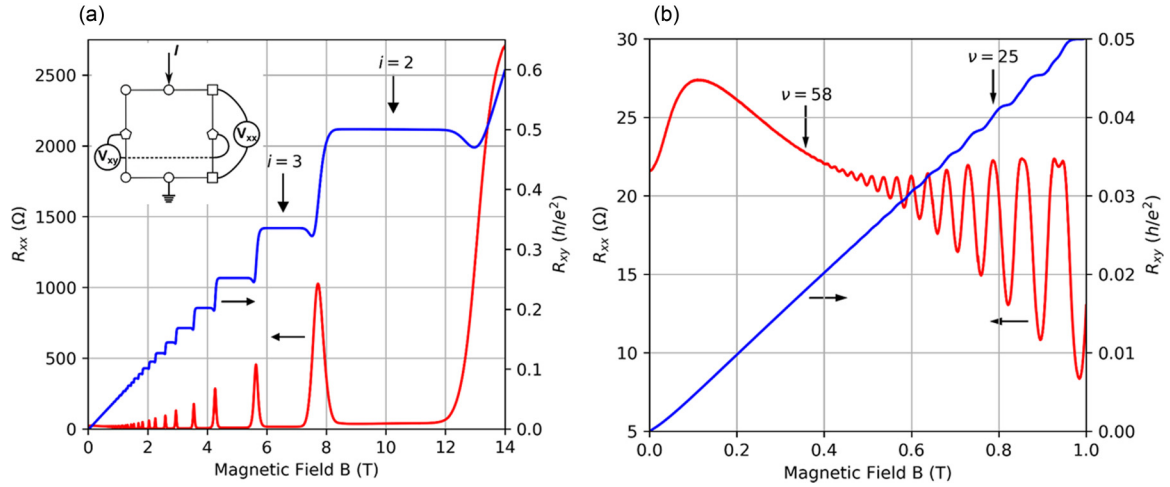 (a)
2500
2000
1500
1000
500
0
R_xx (Ω)
0
2
4
6
8
10
12
14
Magnetic Field B (T)
0.6
0.5
0.4
0.3
0.2
0.1
0.0
R_xy (h/e²)
I
V_xx
V_xy
i = 2
i = 3
(b)
30
25
20
15
10
5
R_xx (Ω)
0.0
0.2
0.4
0.6
0.8
1.0
Magnetic Field B (T)
0.05
0.04
0.03
0.02
0.01
0.00
R_xy (h/e²)
ν = 58
ν = 25